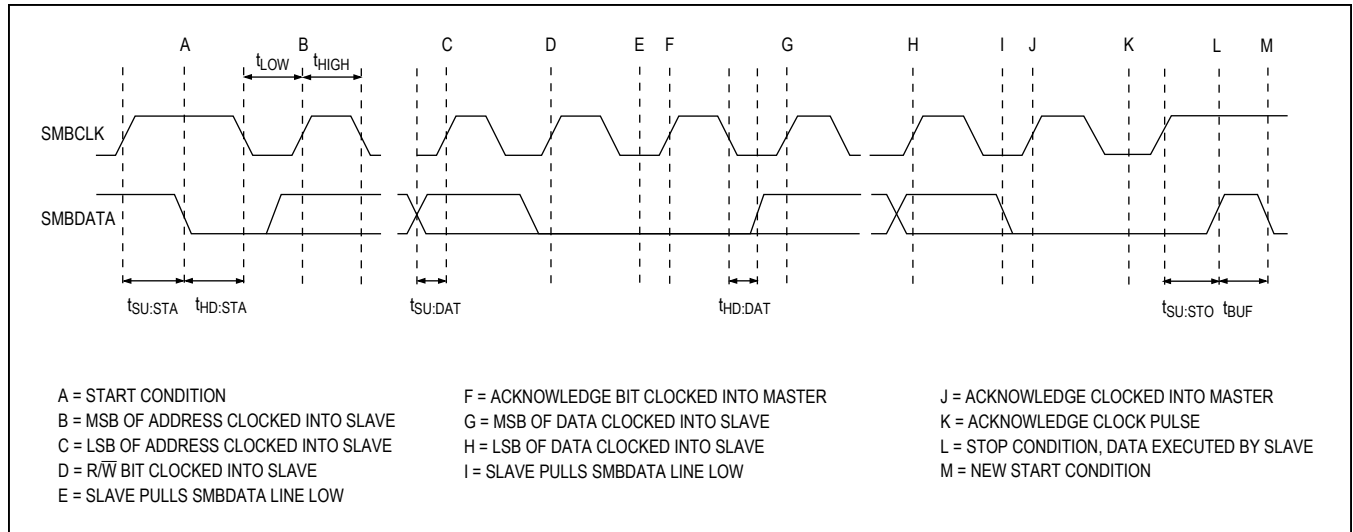 A B C D E F G H I J K L M
tLOW tHIGH
SMBCLK
SMBDATA
tSU:STA tHD:STA tSU:DAT tHD:DAT tSU:STO tBUF
A = START CONDITION
B = MSB OF ADDRESS CLOCKED INTO SLAVE
C = LSB OF ADDRESS CLOCKED INTO SLAVE
D = R/W̅ BIT CLOCKED INTO SLAVE
E = SLAVE PULLS SMBDATA LINE LOW
F = ACKNOWLEDGE BIT CLOCKED INTO MASTER
G = MSB OF DATA CLOCKED INTO SLAVE
H = LSB OF DATA CLOCKED INTO SLAVE
I = SLAVE PULLS SMBDATA LINE LOW
J = ACKNOWLEDGE CLOCKED INTO MASTER
K = ACKNOWLEDGE CLOCK PULSE
L = STOP CONDITION, DATA EXECUTED BY SLAVE
M = NEW START CONDITION